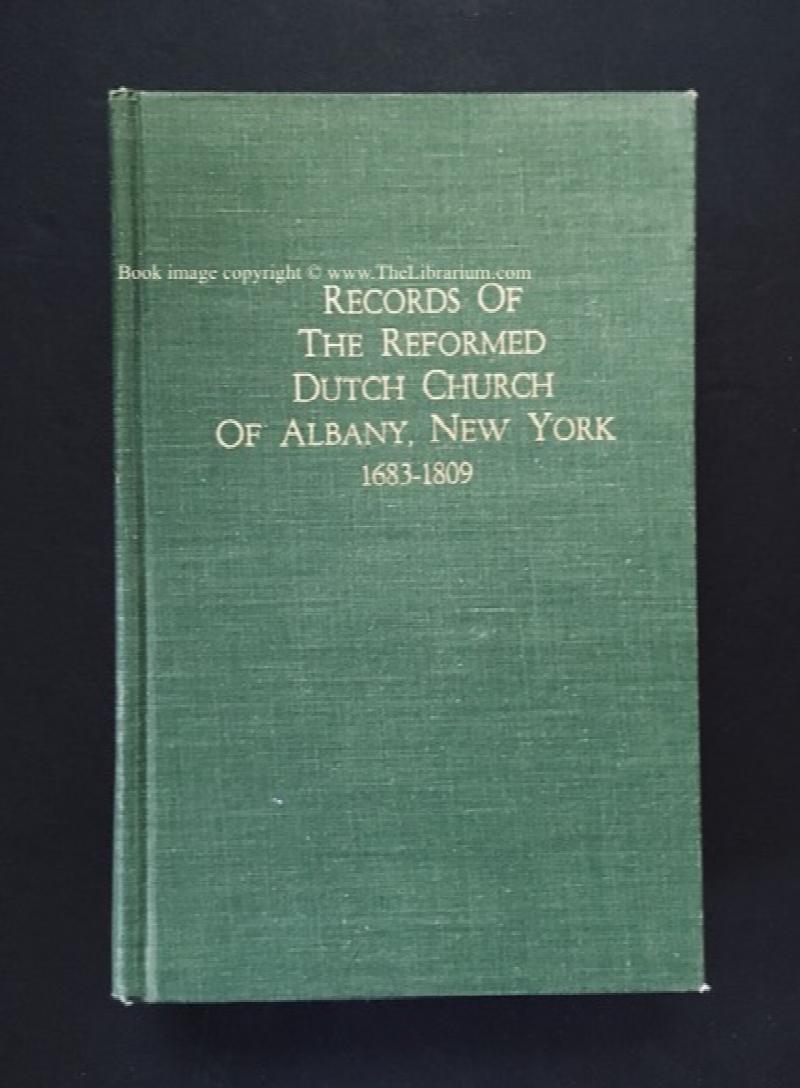 Book image copyright © www.TheLibrarium.com
RECORDS OF
THE REFORMED
DUTCH CHURCH
OF ALBANY, NEW YORK
1683-1809